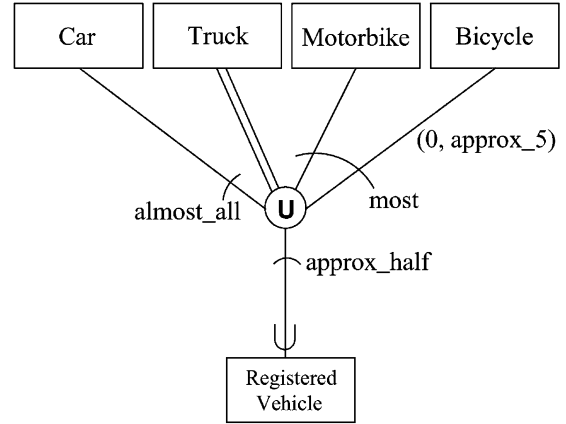 Car
Truck
Motorbike
Bicycle
(0, approx_5)
almost_all
U
most
approx_half
Registered
Vehicle